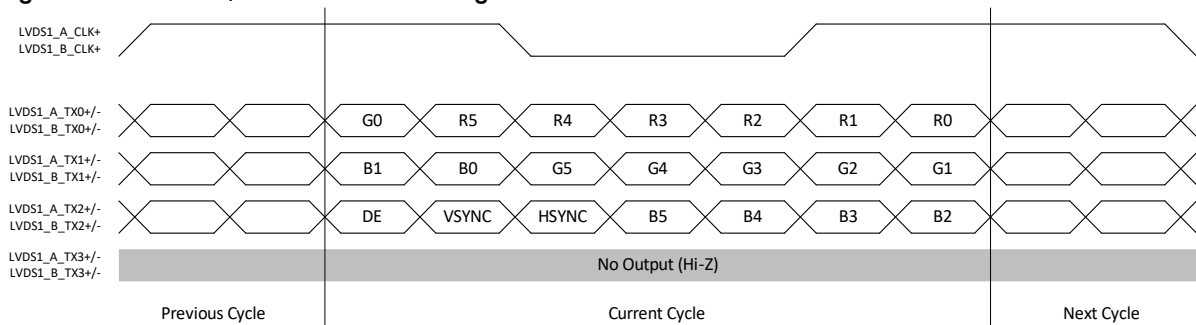 LVDS1_A_CLK+
LVDS1_B_CLK+
LVDS1_A_TX0+/-
LVDS1_B_TX0+/-
G0 R5 R4 R3 R2 R1 R0
LVDS1_A_TX1+/-
LVDS1_B_TX1+/-
B1 B0 G5 G4 G3 G2 G1
LVDS1_A_TX2+/-
LVDS1_B_TX2+/-
DE VSYNC HSYNC B5 B4 B3 B2
LVDS1_A_TX3+/-
LVDS1_B_TX3+/-
No Output (Hi-Z)
Previous Cycle Current Cycle Next Cycle